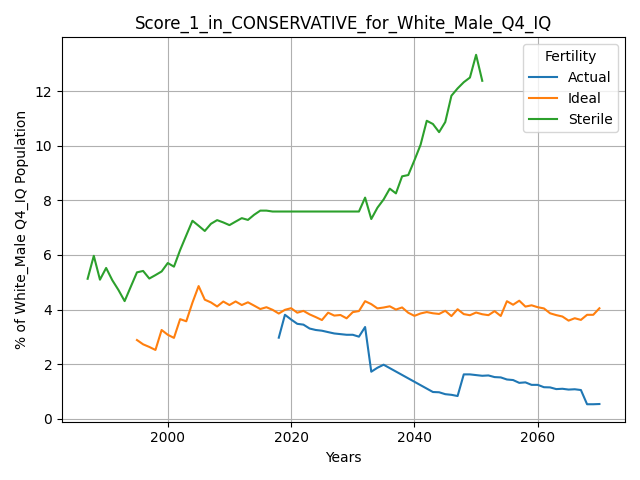 Score_1_in_CONSERVATIVE_for_White_Male_Q4_IQ
Fertility
Actual
Ideal
Sterile
% of White_Male Q4_IQ Population
12
10
8
6
4
2
0
2000
2020
2040
2060
Years